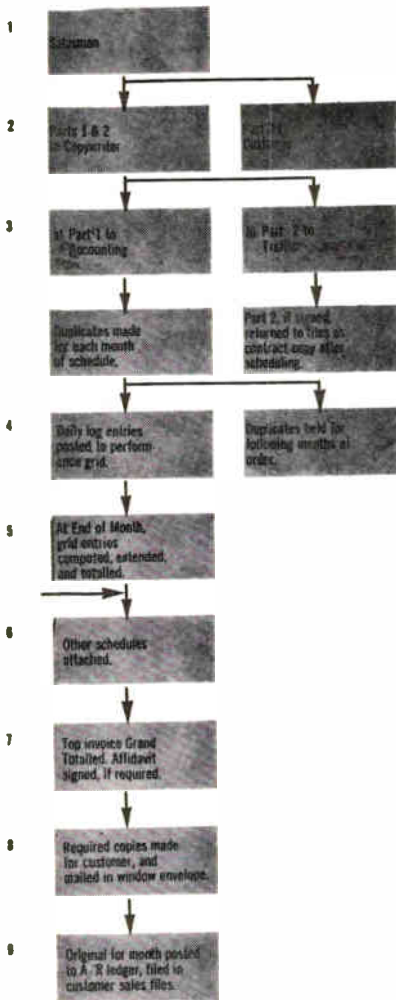 1
Salesman
2
Parts 1 & 2
to Copywriter
3
Part 1 to
Accounting
Part 2 to
Duplicates made
for each month
of schedule.
Part 2, if signed,
returned to files as
contract copy after
scheduling.
4
Daily log entries
posted to perform-
ance grid.
Duplicates held for
following months of
order.
5
At End of Month,
grid entries
computed, extended,
and totalled.
6
Other schedules
attached.
7
Top invoice Grand
Totalled. Affidavit
signed, if required.
8
Required copies made
for customer, and
mailed in window envelope.
9
Original for month posted
to A/R ledger, filed in
customer sales files.